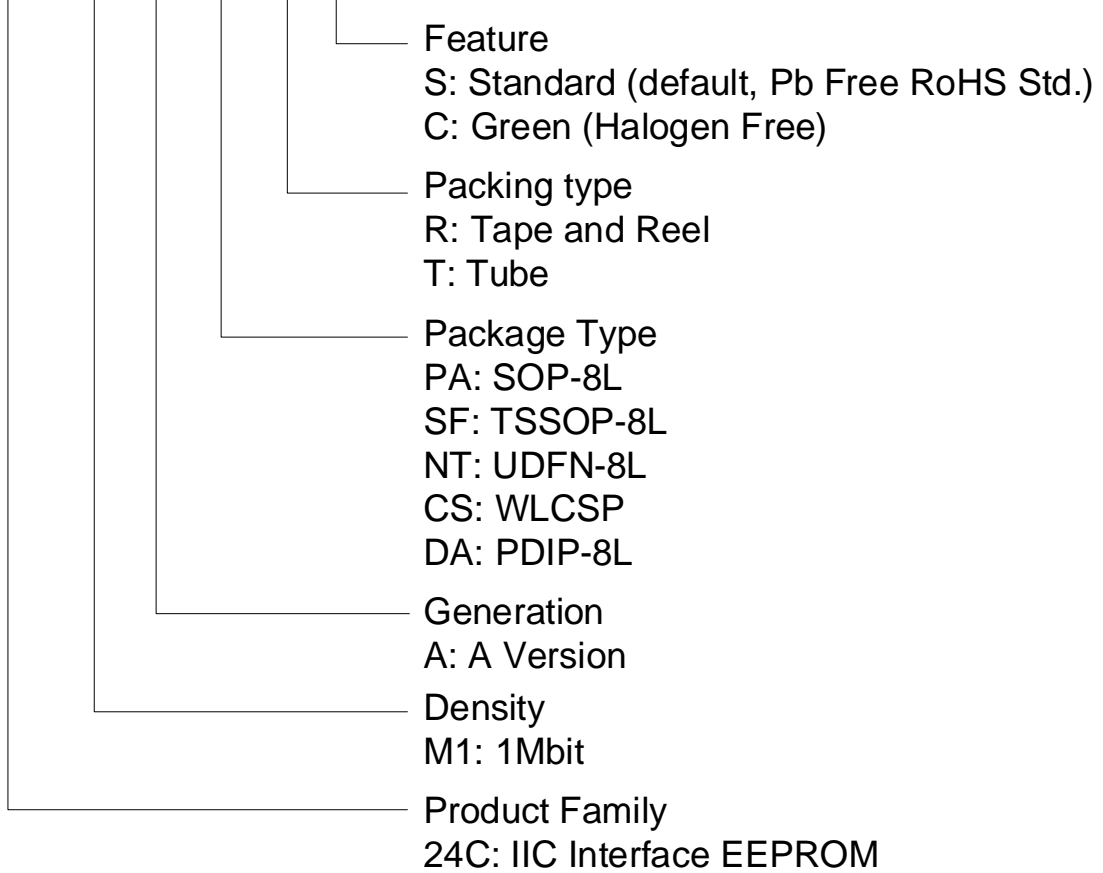 Feature
S: Standard (default, Pb Free RoHS Std.)
C: Green (Halogen Free)
Packing type
R: Tape and Reel
T: Tube
Package Type
PA: SOP-8L
SF: TSSOP-8L
NT: UDFN-8L
CS: WLCSP
DA: PDIP-8L
Generation
A: A Version
Density
M1: 1Mbit
Product Family
24C: IIC Interface EEPROM